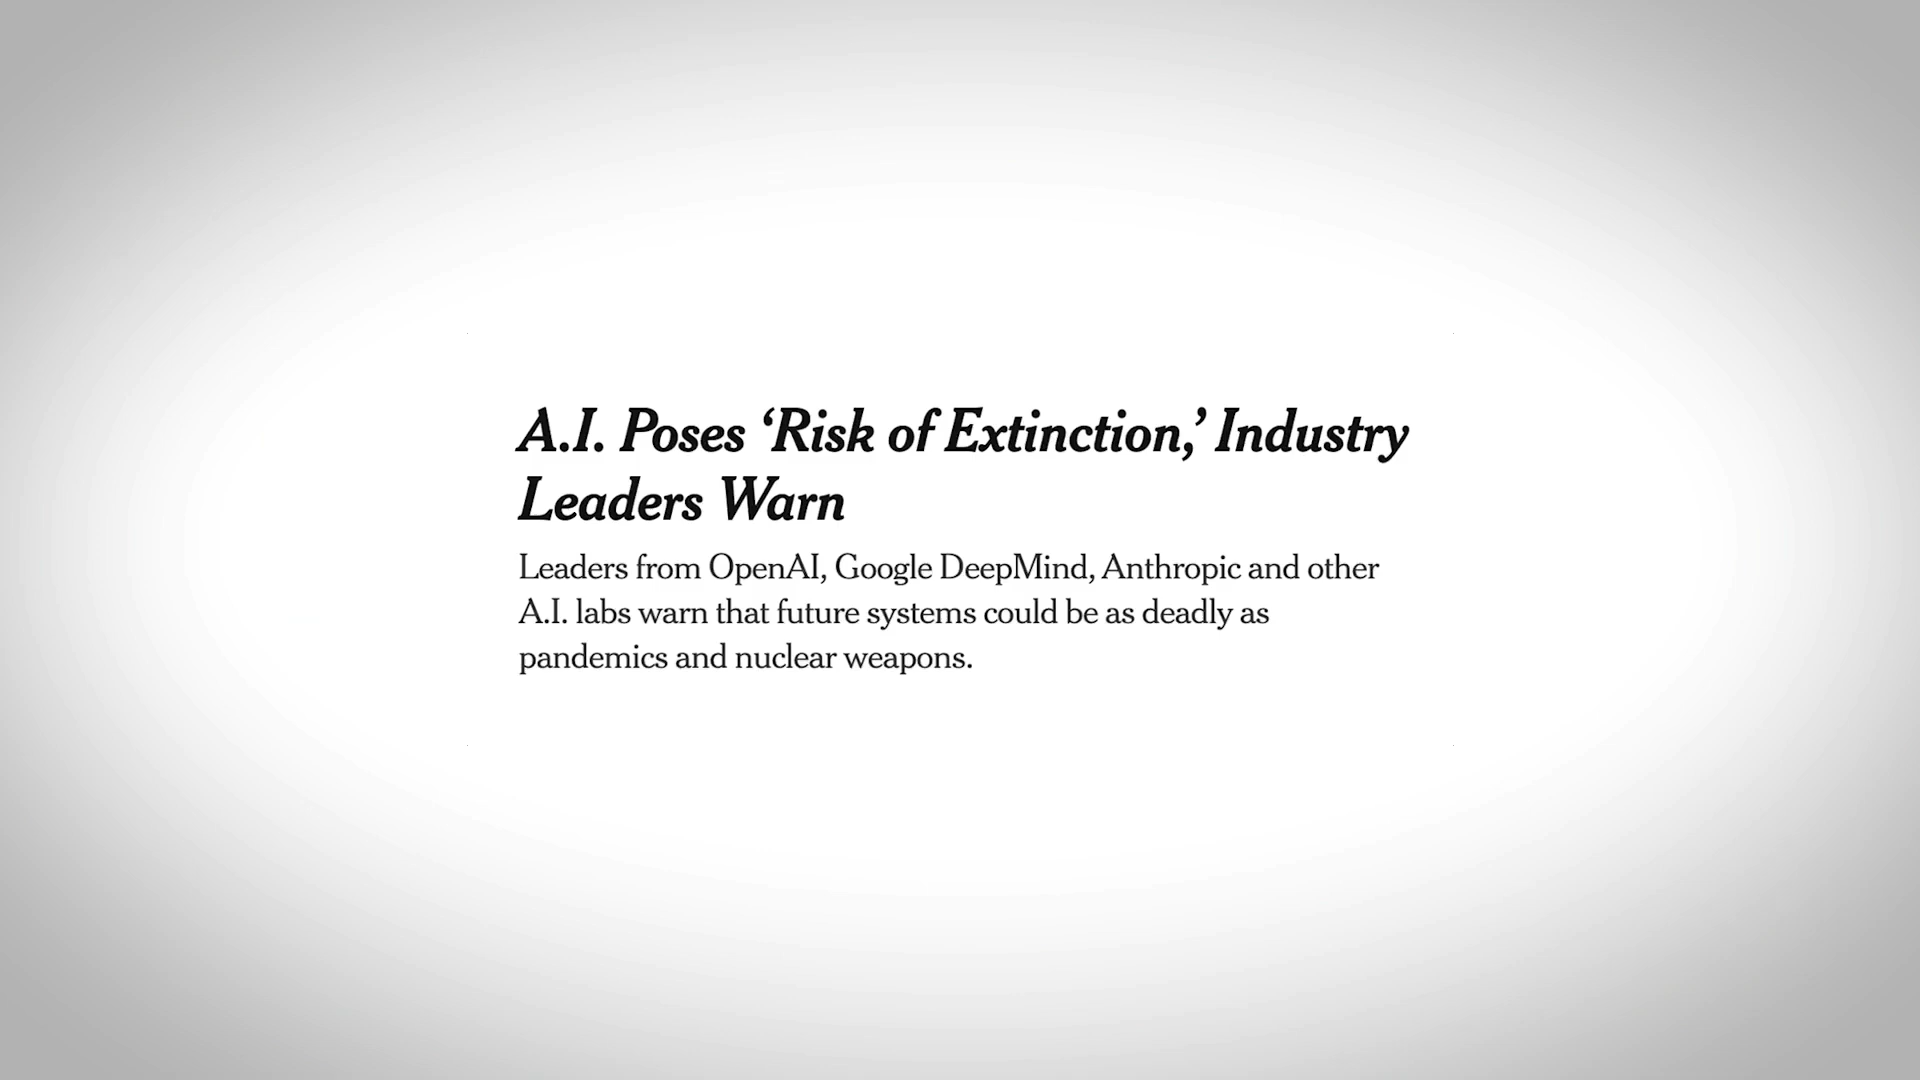 A.I. Poses ‘Risk of Extinction,’ Industry
Leaders Warn
Leaders from OpenAI, Google DeepMind, Anthropic and other
A.I. labs warn that future systems could be as deadly as
pandemics and nuclear weapons.